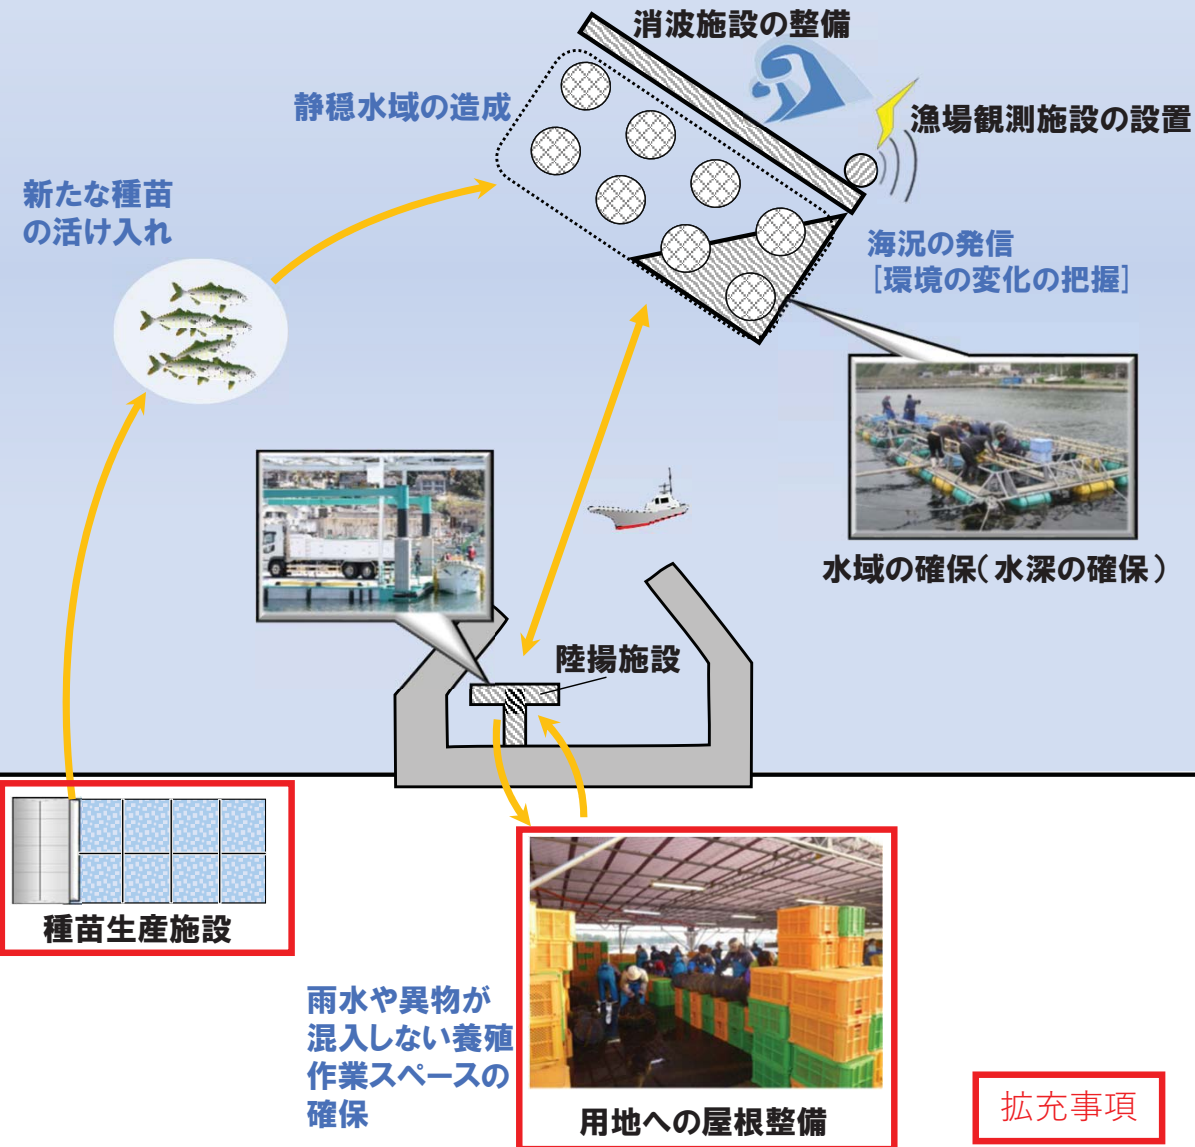 消波施設の整備
静穏水域の造成
漁場観測施設の設置
新たな種苗
の活け入れ
海況の発信
[環境の変化の把握]
水域の確保(水深の確保)
陸揚施設
種苗生産施設
雨水や異物が
混入しない養殖
作業スペースの
確保
用地への屋根整備
拡充事項